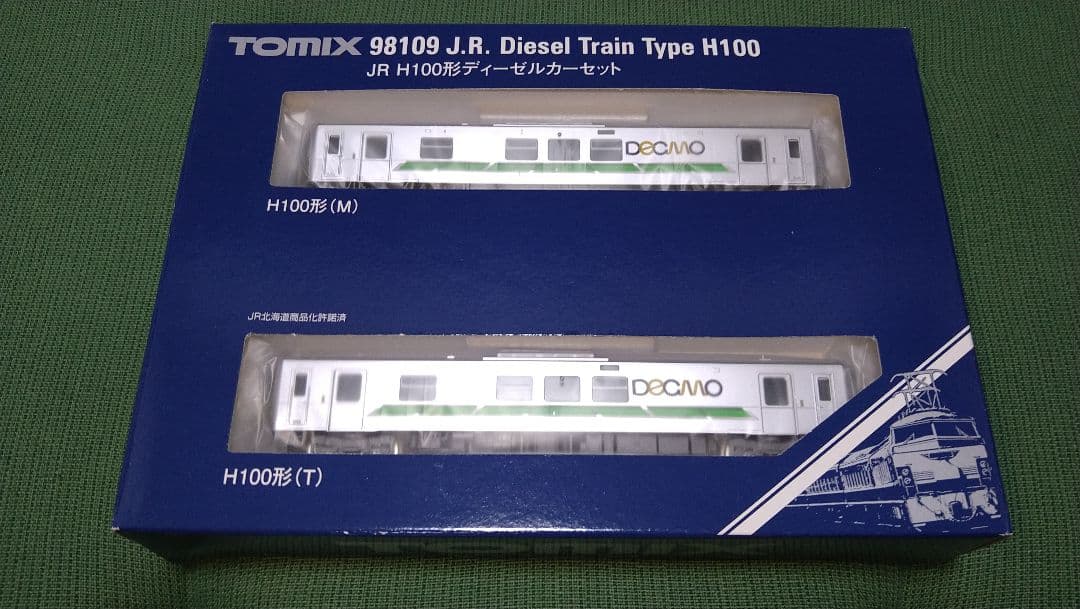 TOMIX 98109 J.R. Diesel Train Type H100
JR H100形ディーゼルカーセット
DECMO
H100形(M)
JR北海道商品化許諾済
DECMO
H100形(T)
TOMIX